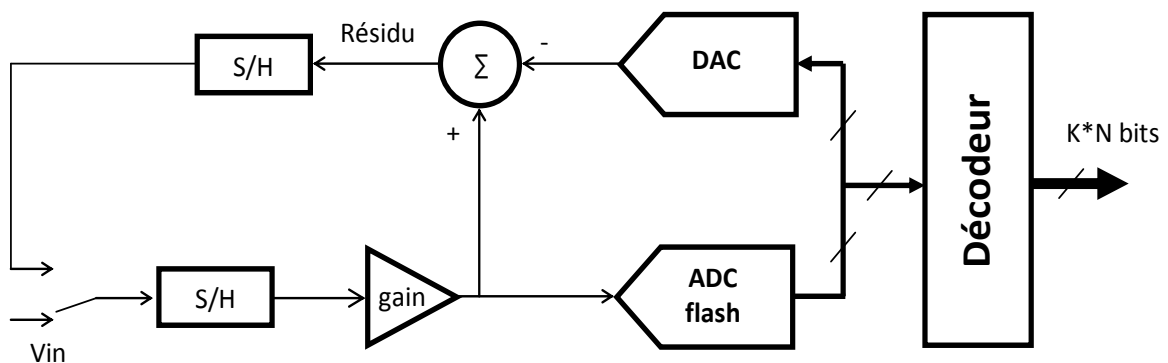 Résidu
S/H
Σ
-
DAC
+
Décodeur
K*N bits
S/H
gain
ADC
flash
Vin